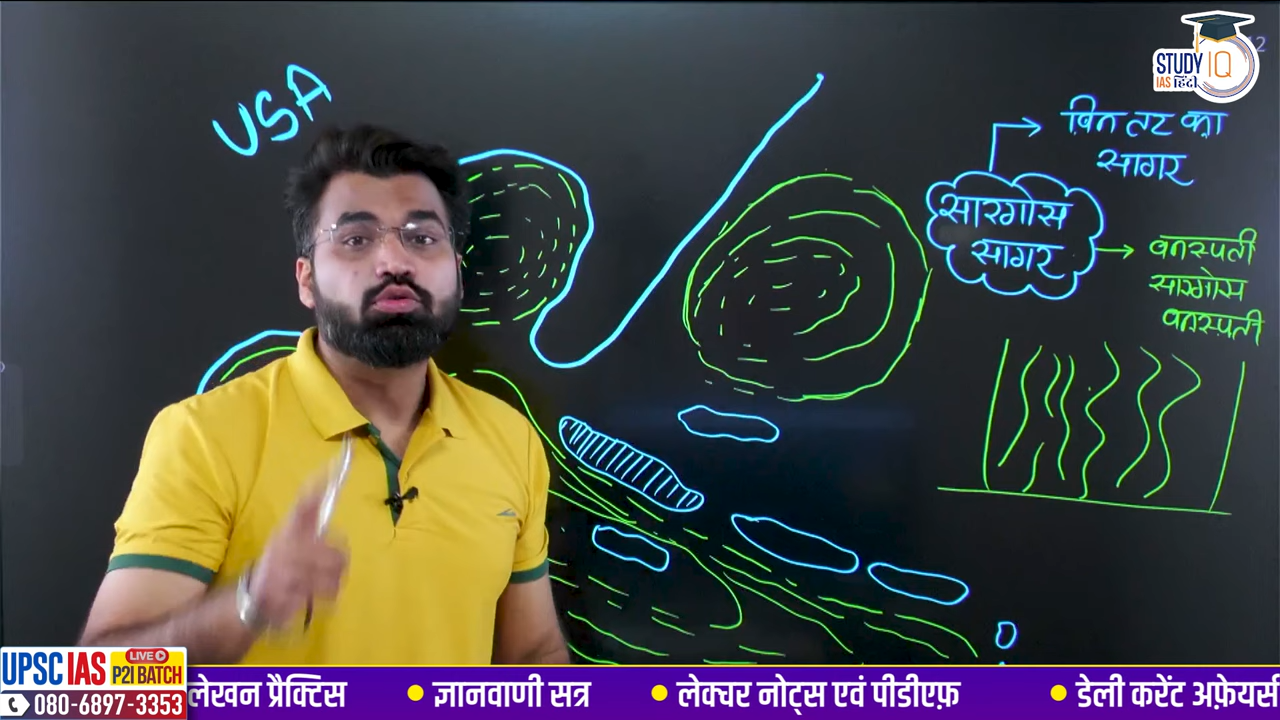 USA
STUDY IQ
IAS हिंदी
बिन तट का
सागर
सारगोस
सागर
वनस्पती
सारगोस
वनस्पती
UPSC IAS
LIVE
P2I BATCH
080-6897-3353
लेखन प्रैक्टिस • ज्ञानवाणी सत्र • लेक्चर नोट्स एवं पीडीएफ़ • डेली करेंट अफ़ेयर्स